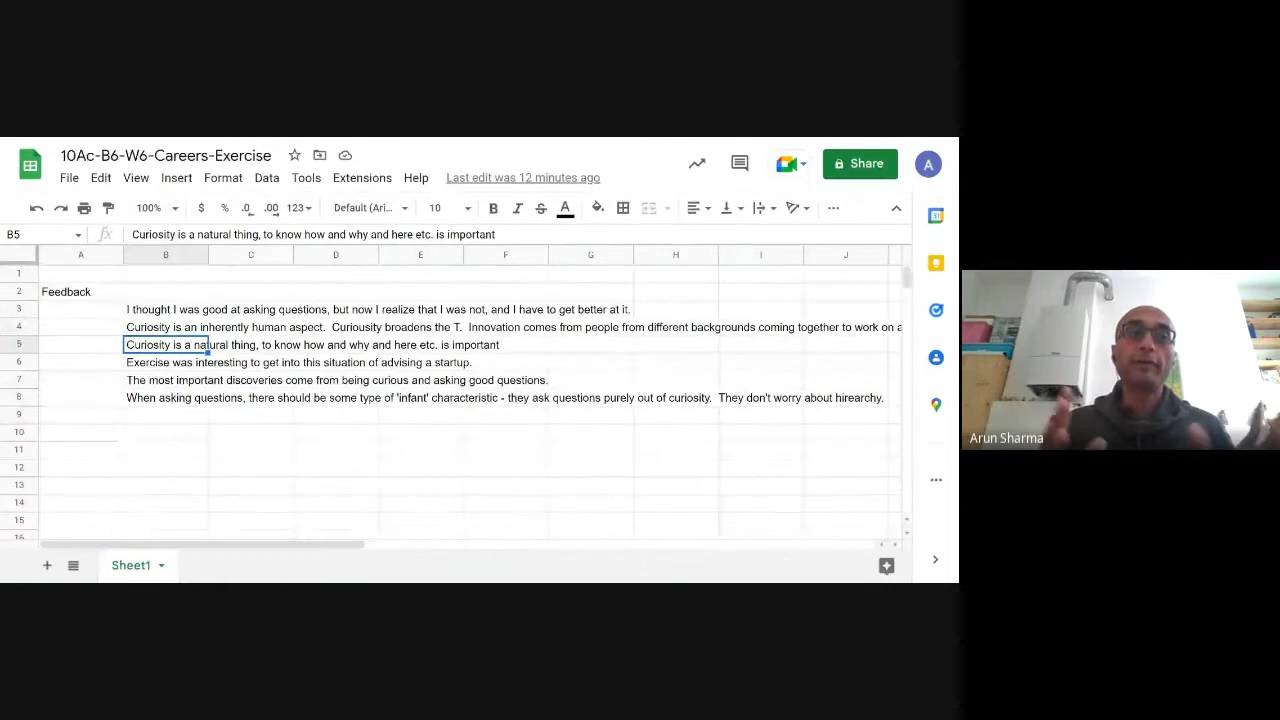 10Ac-B6-W6-Careers-Exercise
Share
A
File Edit View Insert Format Data Tools Extensions Help Last edit was 12 minutes ago
100% $ % .0 .00 123 Default (Ari... 10 B I S A
B5 fx Curiosity is a natural thing, to know how and why and here etc. is important
A B C D E F G H I J
1
2 Feedback
3 I thought I was good at asking questions, but now I realize that I was not, and I have to get better at it.
4 Curiosity is an inherently human aspect. Curiousity broadens the T. Innovation comes from people from different backgrounds coming together to work on a
5 Curiosity is a natural thing, to know how and why and here etc. is important
6 Exercise was interesting to get into this situation of advising a startup.
7 The most important discoveries come from being curious and asking good questions.
8 When asking questions, there should be some type of 'infant' characteristic - they ask questions purely out of curiosity. They don't worry about hirearchy.
9
10
11
12
13
14
15
16
Sheet1
31
Arun Sharma